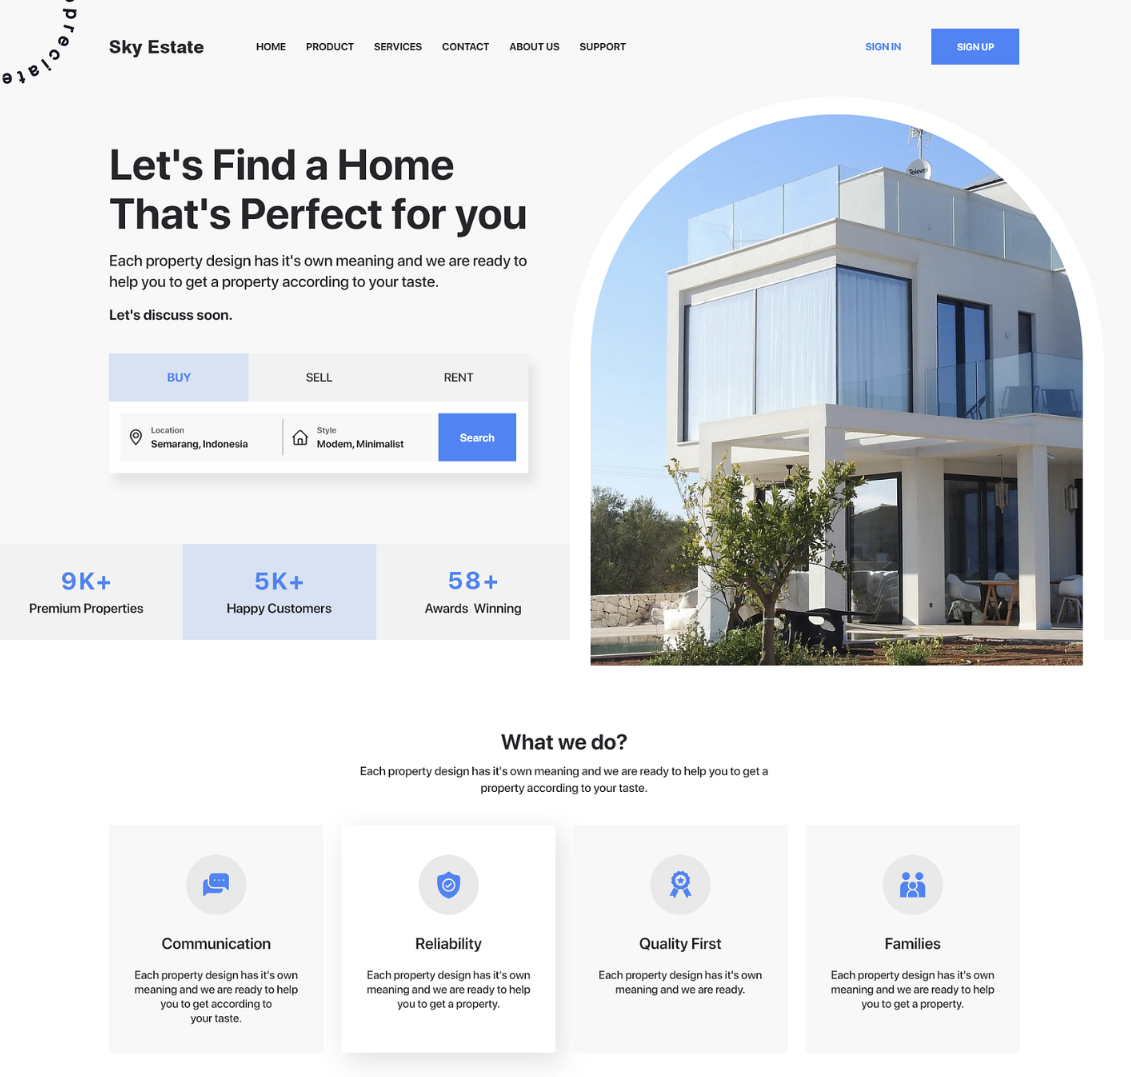 preciate
Sky Estate
HOME PRODUCT SERVICES CONTACT ABOUT US SUPPORT
SIGN IN
SIGN UP
Let's Find a Home
That's Perfect for you
Each property design has it's own meaning and we are ready to
help you to get a property according to your taste.
Let's discuss soon.
BUY SELL RENT
Location
Semarang, Indonesia
Style
Modem, Minimalist
Search
Televes
9K+
Premium Properties
5K+
Happy Customers
58+
Awards Winning
What we do?
Each property design has it's own meaning and we are ready to help you to get a
property according to your taste.
Communication
Each property design has it's own
meaning and we are ready to help
you to get according to
your taste.
Reliability
Each property design has it's own
meaning and we are ready to help
you to get a property.
Quality First
Each property design has it's own
meaning and we are ready.
Families
Each property design has it's own
meaning and we are ready to help
you to get a property.